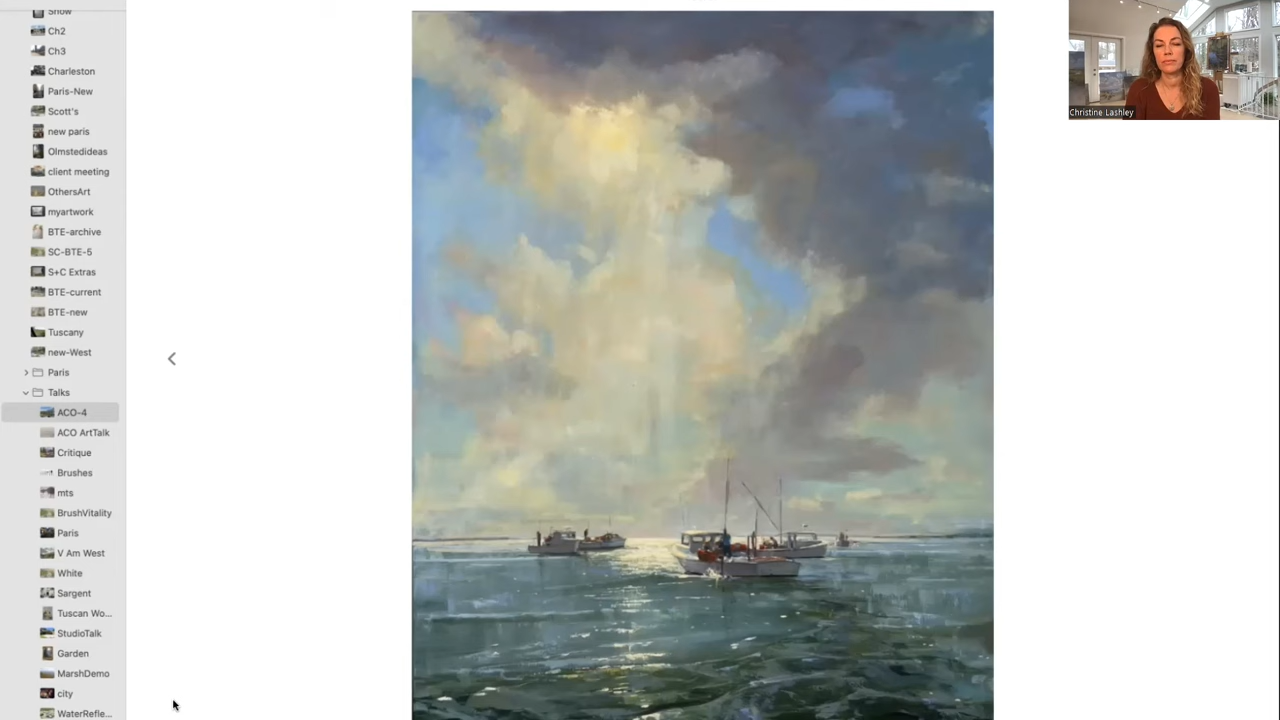 Show
Ch2
Ch3
Charleston
Paris-New
Scott's
new paris
Olmstedideas
client meeting
OthersArt
myartwork
BTE-archive
SC-BTE-5
S+C Extras
BTE-current
BTE-new
Tuscany
new-West
Paris
Talks
ACO-4
ACO ArtTalk
Critique
Brushes
mts
BrushVitality
Paris
V Am West
White
Sargent
Tuscan Wo...
StudioTalk
Garden
MarshDemo
city
WaterRefle...
Christine Lashley